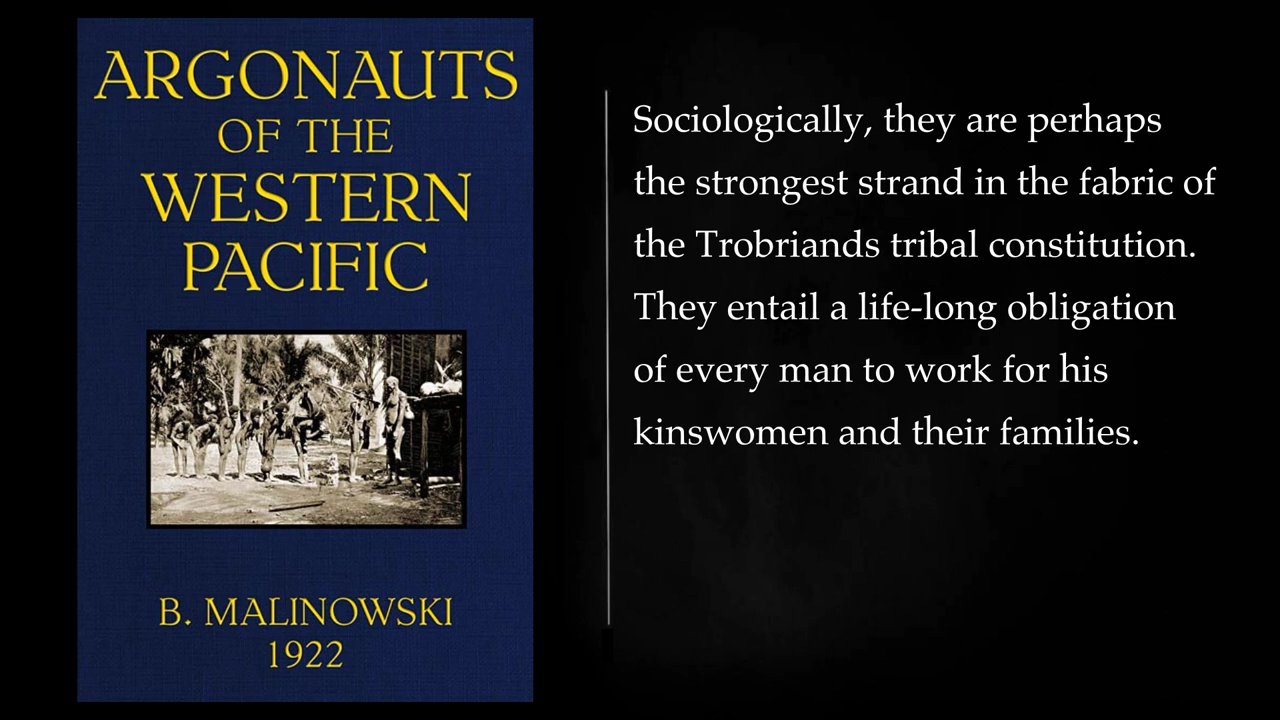 ARGONAUTS
OF THE
WESTERN
PACIFIC
B. MALINOWSKI
1922
Sociologically, they are perhaps
the strongest strand in the fabric of
the Trobriands tribal constitution.
They entail a life-long obligation
of every man to work for his
kinswomen and their families.